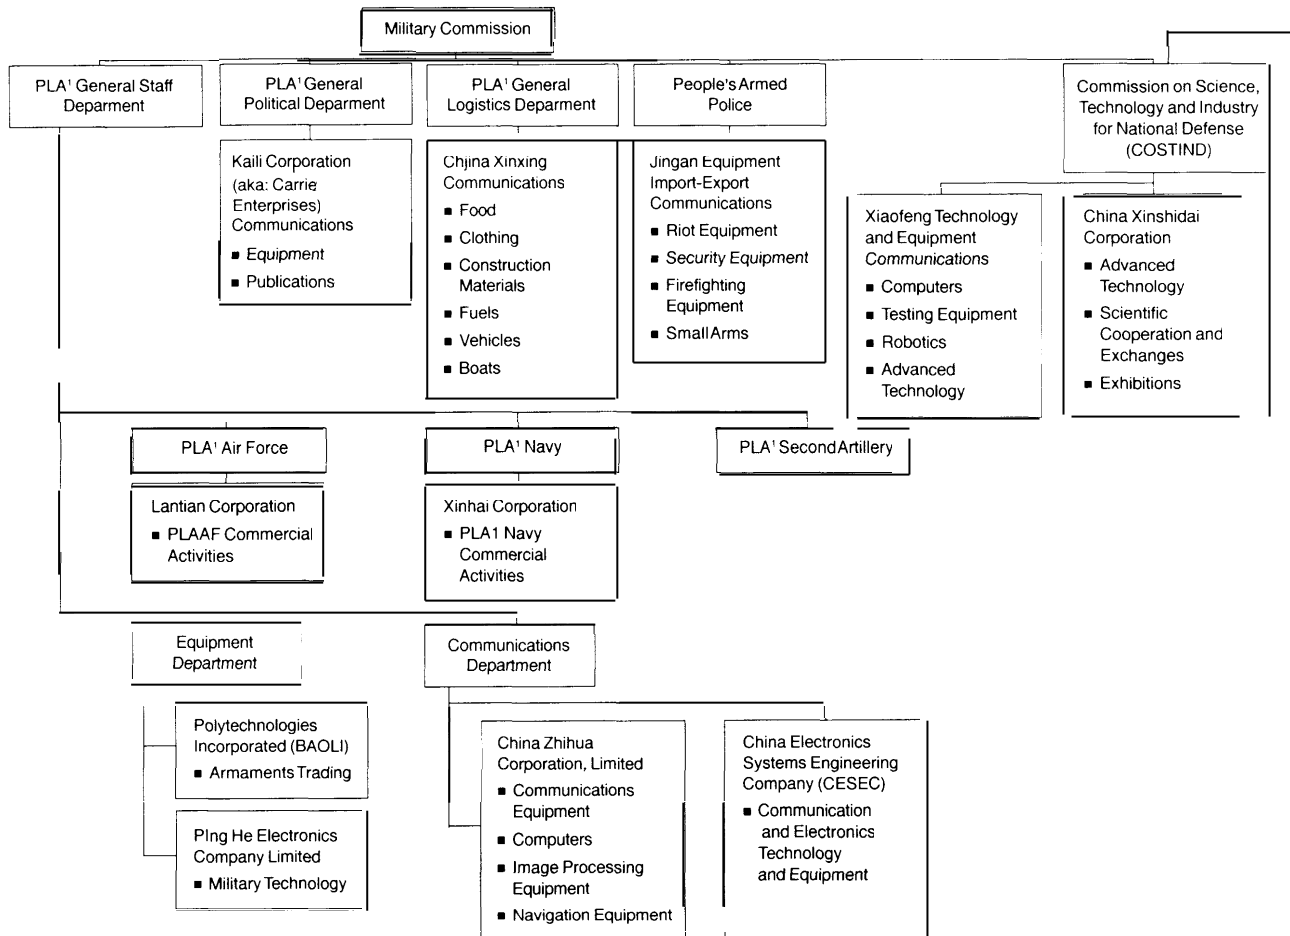 Military Commission
PLA¹ General Staff
Department
PLA¹ General
Political Deparment
PLA¹ General
Logistics Department
People's Armed
Police
Commission on Science,
Technology and Industry
for National Defense
(COSTIND)
Kaili Corporation
(aka: Carrie
Enterprises)
Communications
■ Equipment
■ Publications
Chjina Xinxing
Communications
■ Food
■ Clothing
■ Construction
Materials
■ Fuels
■ Vehicles
■ Boats
Jingan Equipment
Import-Export
Communications
■ Riot Equipment
■ Security Equipment
■ Firefighting
Equipment
■ Small Arms
Xiaofeng Technology
and Equipment
Communications
■ Computers
■ Testing Equipment
■ Robotics
■ Advanced
Technology
China Xinshidai
Corporation
■ Advanced
Technology
■ Scientific
Cooperation and
Exchanges
■ Exhibitions
PLA¹ Air Force
PLA¹ Navy
PLA¹ Second Artillery
Lantian Corporation
■ PLAAF Commercial
Activities
Xinhai Corporation
■ PLA1 Navy
Commercial
Activities
Equipment
Department
Communications
Department
Polytechnologies
Incorporated (BAOLI)
■ Armaments Trading
PIng He Electronics
Company Limited
■ Military Technology
China Zhihua
Corporation, Limited
■ Communications
Equipment
■ Computers
■ Image Processing
Equipment
■ Navigation Equipment
China Electronics
Systems Engineering
Company (CESEC)
■ Communication
and Electronics
Technology
and Equipment